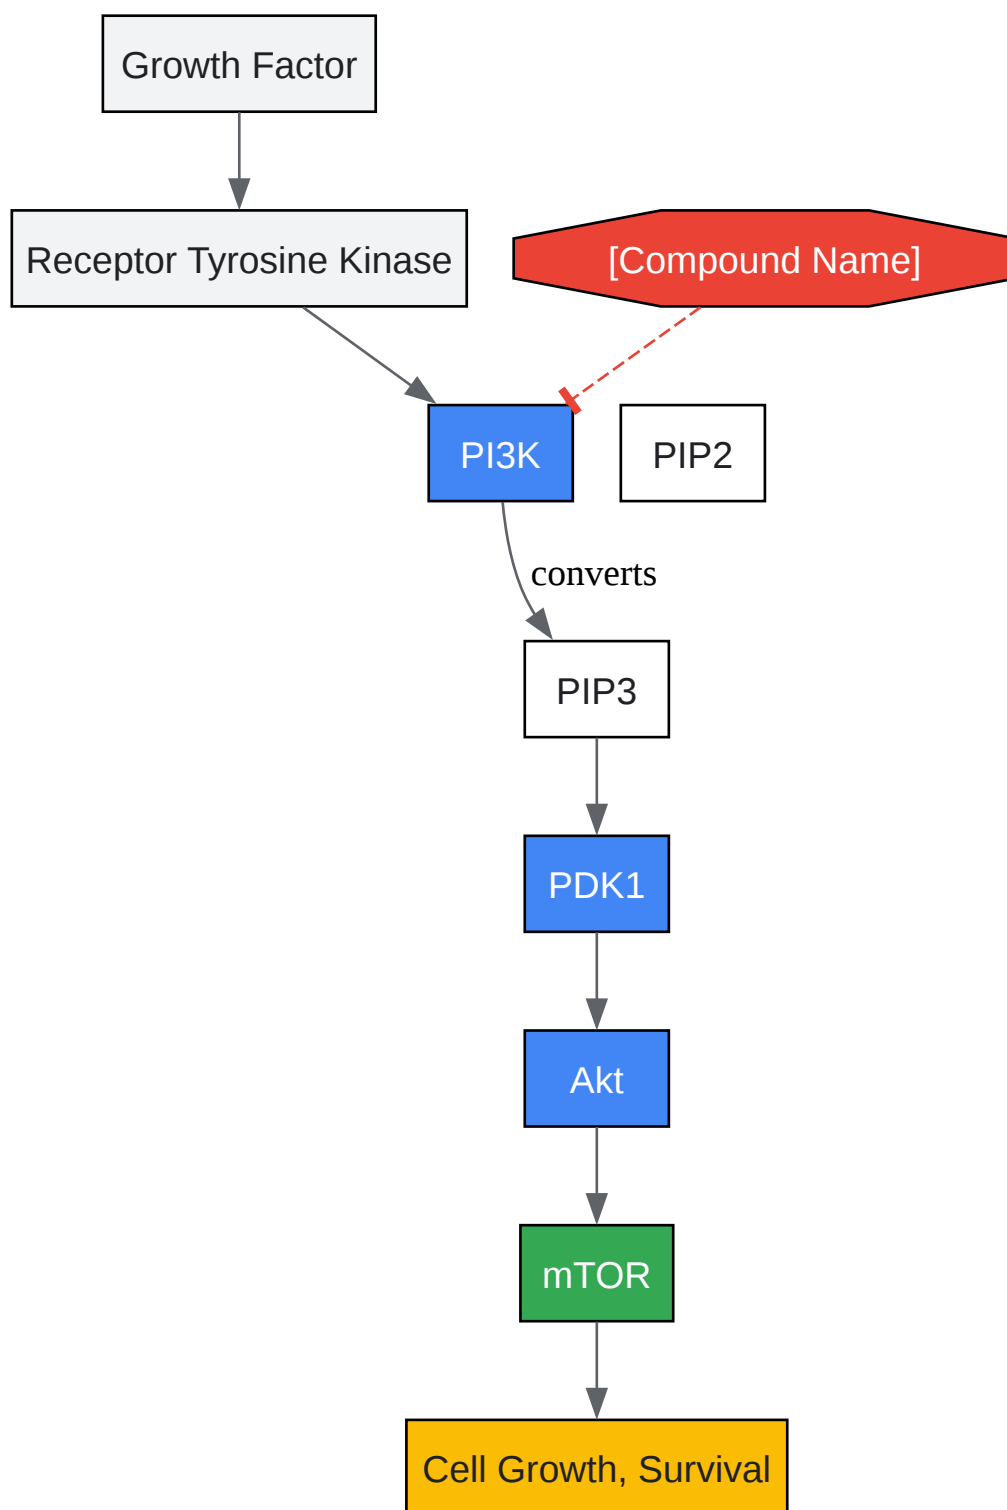 Growth Factor
Receptor Tyrosine Kinase
[Compound Name]
PI3K
PIP2
converts
PIP3
PDK1
Akt
mTOR
Cell Growth, Survival